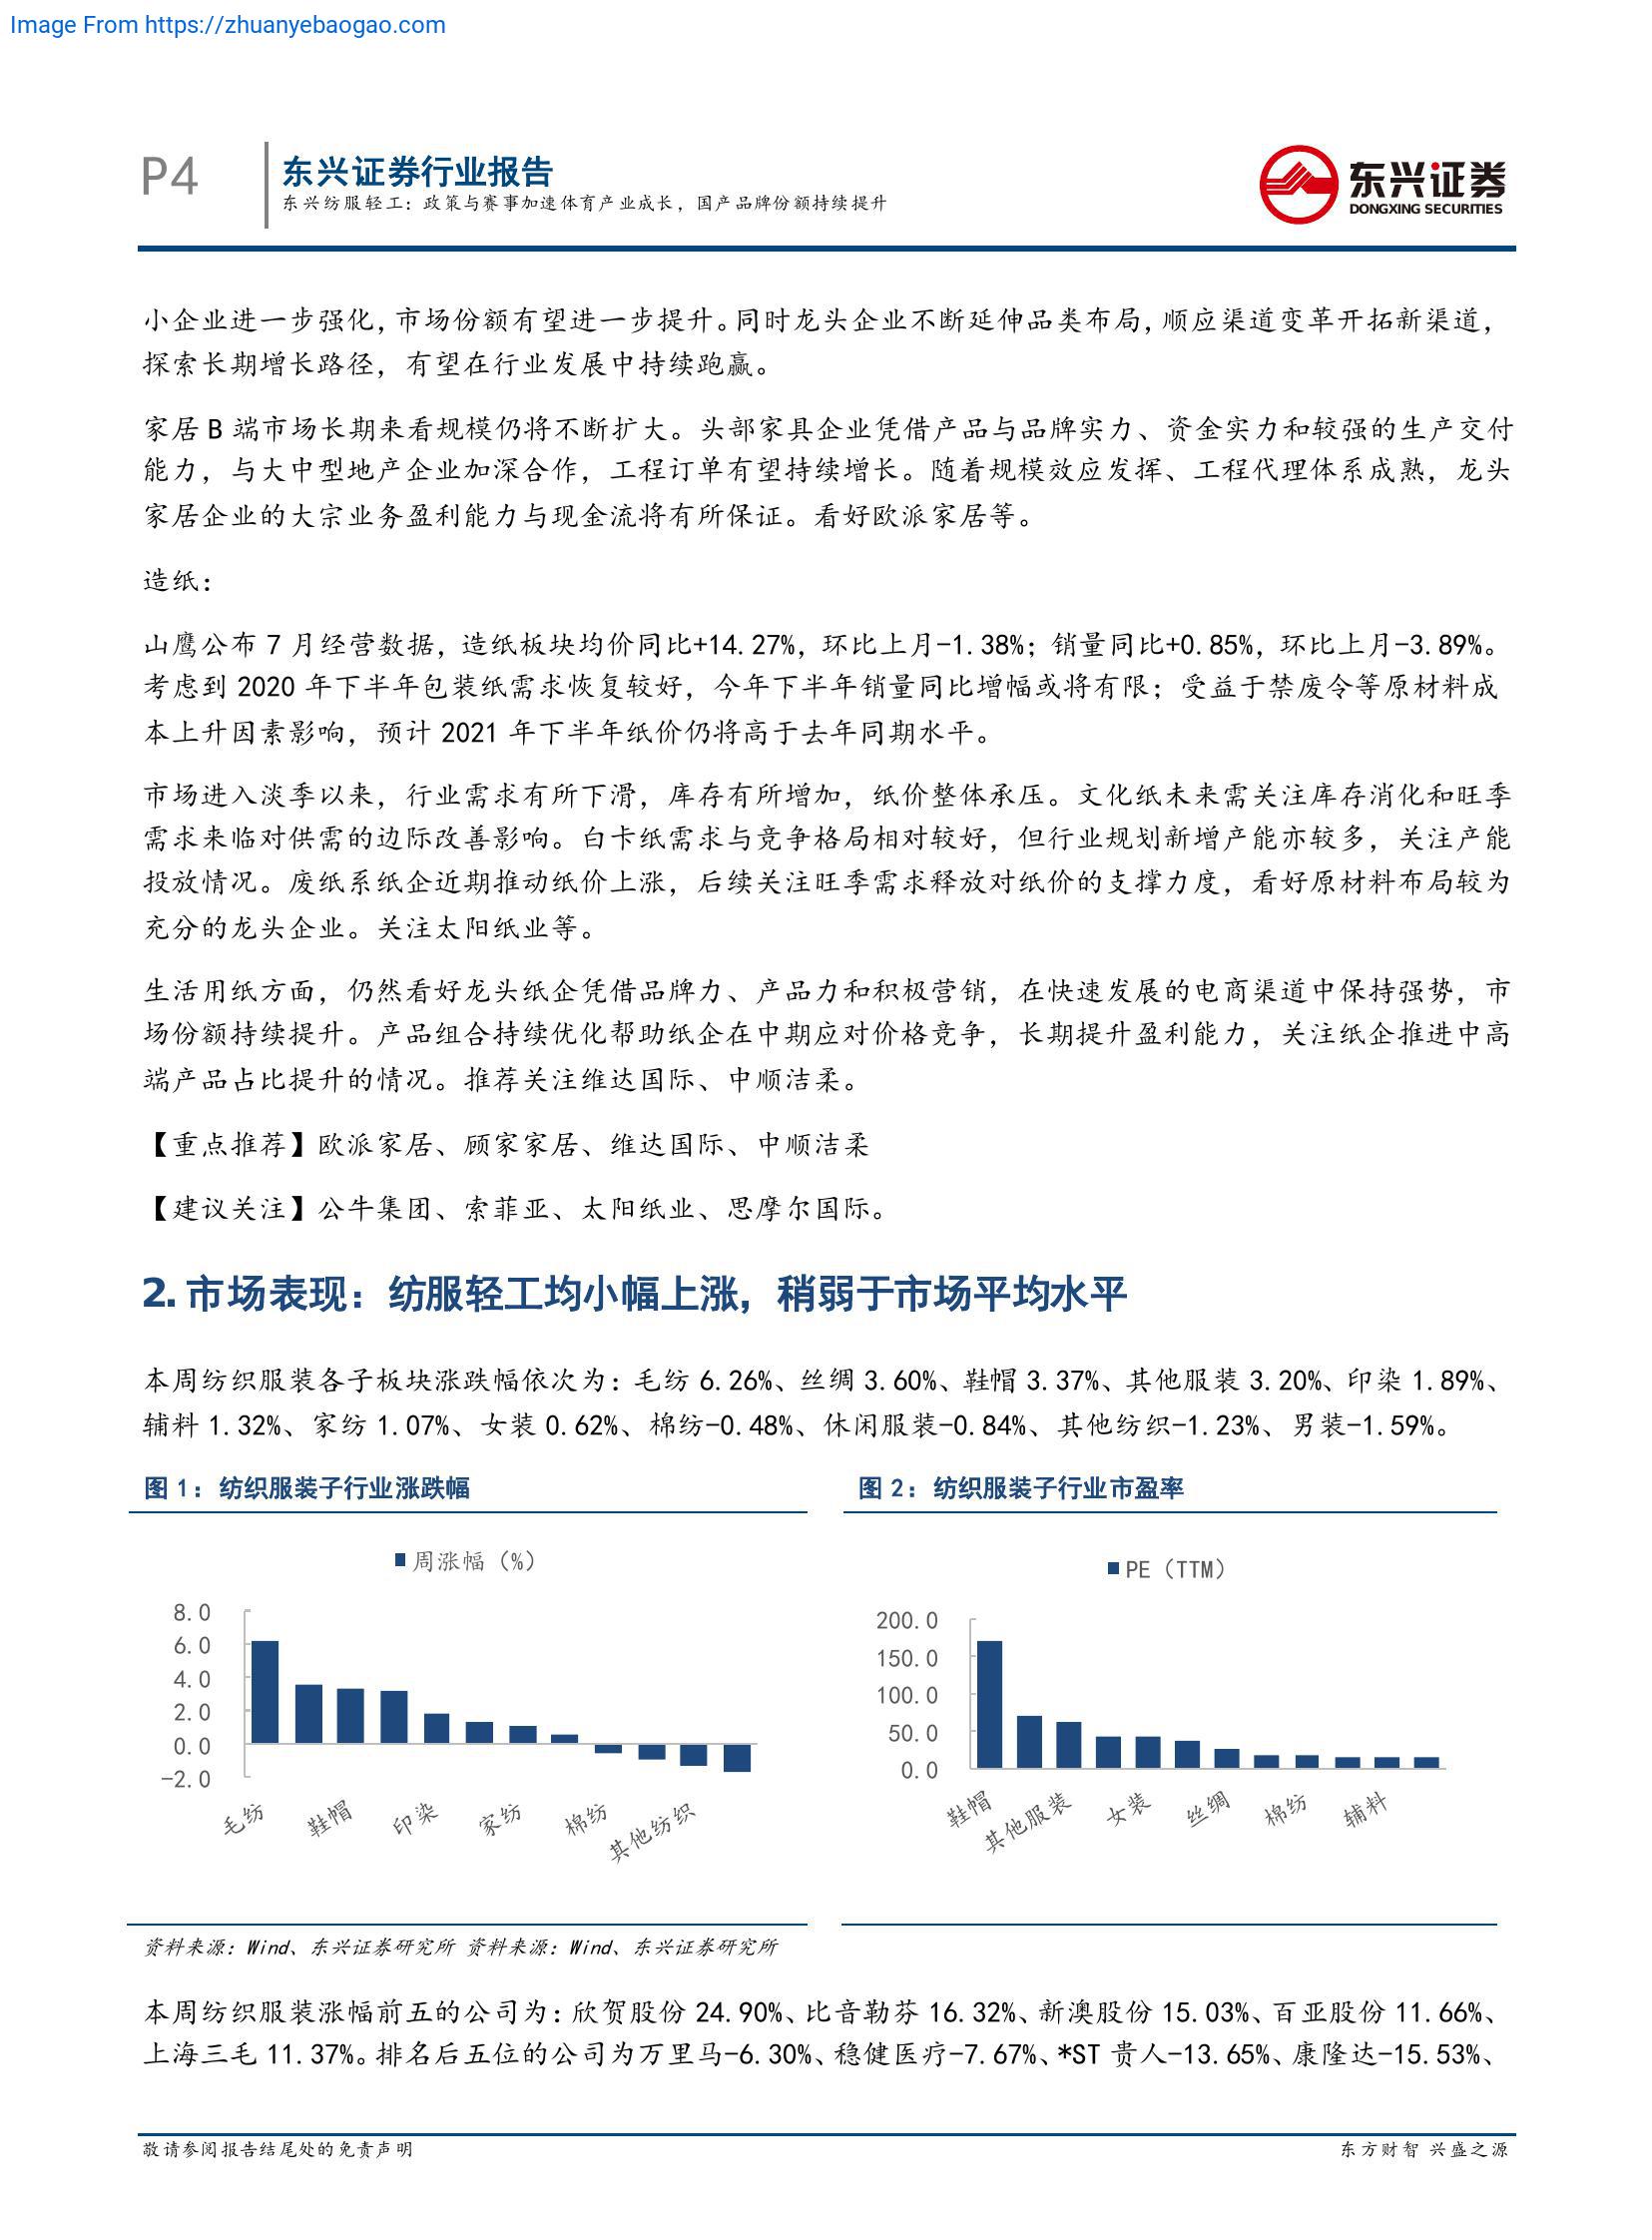 Image From https://zhuanyebaogao.com
P4
东兴证券行业报告
东兴纺服轻工：政策与赛事加速体育产业成长，国产品牌份额持续提升
东兴证券
DONGXING SECURITIES
小企业进一步强化，市场份额有望进一步提升。同时龙头企业不断延伸品类布局，顺应渠道变革开拓新渠道，
探索长期增长路径，有望在行业发展中持续跑赢。
家居 B 端市场长期来看规模仍将不断扩大。头部家具企业凭借产品与品牌实力、资金实力和较强的生产交付
能力，与大中型地产企业加深合作，工程订单有望持续增长。随着规模效应发挥、工程代理体系成熟，龙头
家居企业的大宗业务盈利能力与现金流将有所保证。看好欧派家居等。
造纸：
山鹰公布 7 月经营数据，造纸板块均价同比+14.27%，环比上月-1.38%；销量同比+0.85%，环比上月-3.89%。
考虑到 2020 年下半年包装纸需求恢复较好，今年下半年销量同比增幅或将有限；受益于禁废令等原材料成
本上升因素影响，预计 2021 年下半年纸价仍将高于去年同期水平。
市场进入淡季以来，行业需求有所下滑，库存有所增加，纸价整体承压。文化纸未来需关注库存消化和旺季
需求来临对供需的边际改善影响。白卡纸需求与竞争格局相对较好，但行业规划新增产能亦较多，关注产能
投放情况。废纸系纸企近期推动纸价上涨，后续关注旺季需求释放对纸价的支撑力度，看好原材料布局较为
充分的龙头企业。关注太阳纸业等。
生活用纸方面，仍然看好龙头纸企凭借品牌力、产品力和积极营销，在快速发展的电商渠道中保持强势，市
场份额持续提升。产品组合持续优化帮助纸企在中期应对价格竞争，长期提升盈利能力，关注纸企推进中高
端产品占比提升的情况。推荐关注维达国际、中顺洁柔。
【重点推荐】欧派家居、顾家家居、维达国际、中顺洁柔
【建议关注】公牛集团、索菲亚、太阳纸业、思摩尔国际。
2. 市场表现：纺服轻工均小幅上涨，稍弱于市场平均水平
本周纺织服装各子板块涨跌幅依次为：毛纺 6.26%、丝绸 3.60%、鞋帽 3.37%、其他服装 3.20%、印染 1.89%、
辅料 1.32%、家纺 1.07%、女装 0.62%、棉纺-0.48%、休闲服装-0.84%、其他纺织-1.23%、男装-1.59%。
图 1：纺织服装子行业涨跌幅
周涨幅（%）
8.0
6.0
4.0
2.0
0.0
-2.0
毛纺
鞋帽
印染
家纺
棉纺
其他纺织
图 2：纺织服装子行业市盈率
PE（TTM）
200.0
150.0
100.0
50.0
0.0
鞋帽
其他服装
女装
丝绸
棉纺
辅料
资料来源：Wind、东兴证券研究所 资料来源：Wind、东兴证券研究所
本周纺织服装涨幅前五的公司为：欣贺股份 24.90%、比音勒芬 16.32%、新澳股份 15.03%、百亚股份 11.66%、
上海三毛 11.37%。排名后五位的公司为万里马-6.30%、稳健医疗-7.67%、*ST 贵人-13.65%、康隆达-15.53%、
敬请参阅报告结尾处的免责声明
东方财智 兴盛之源